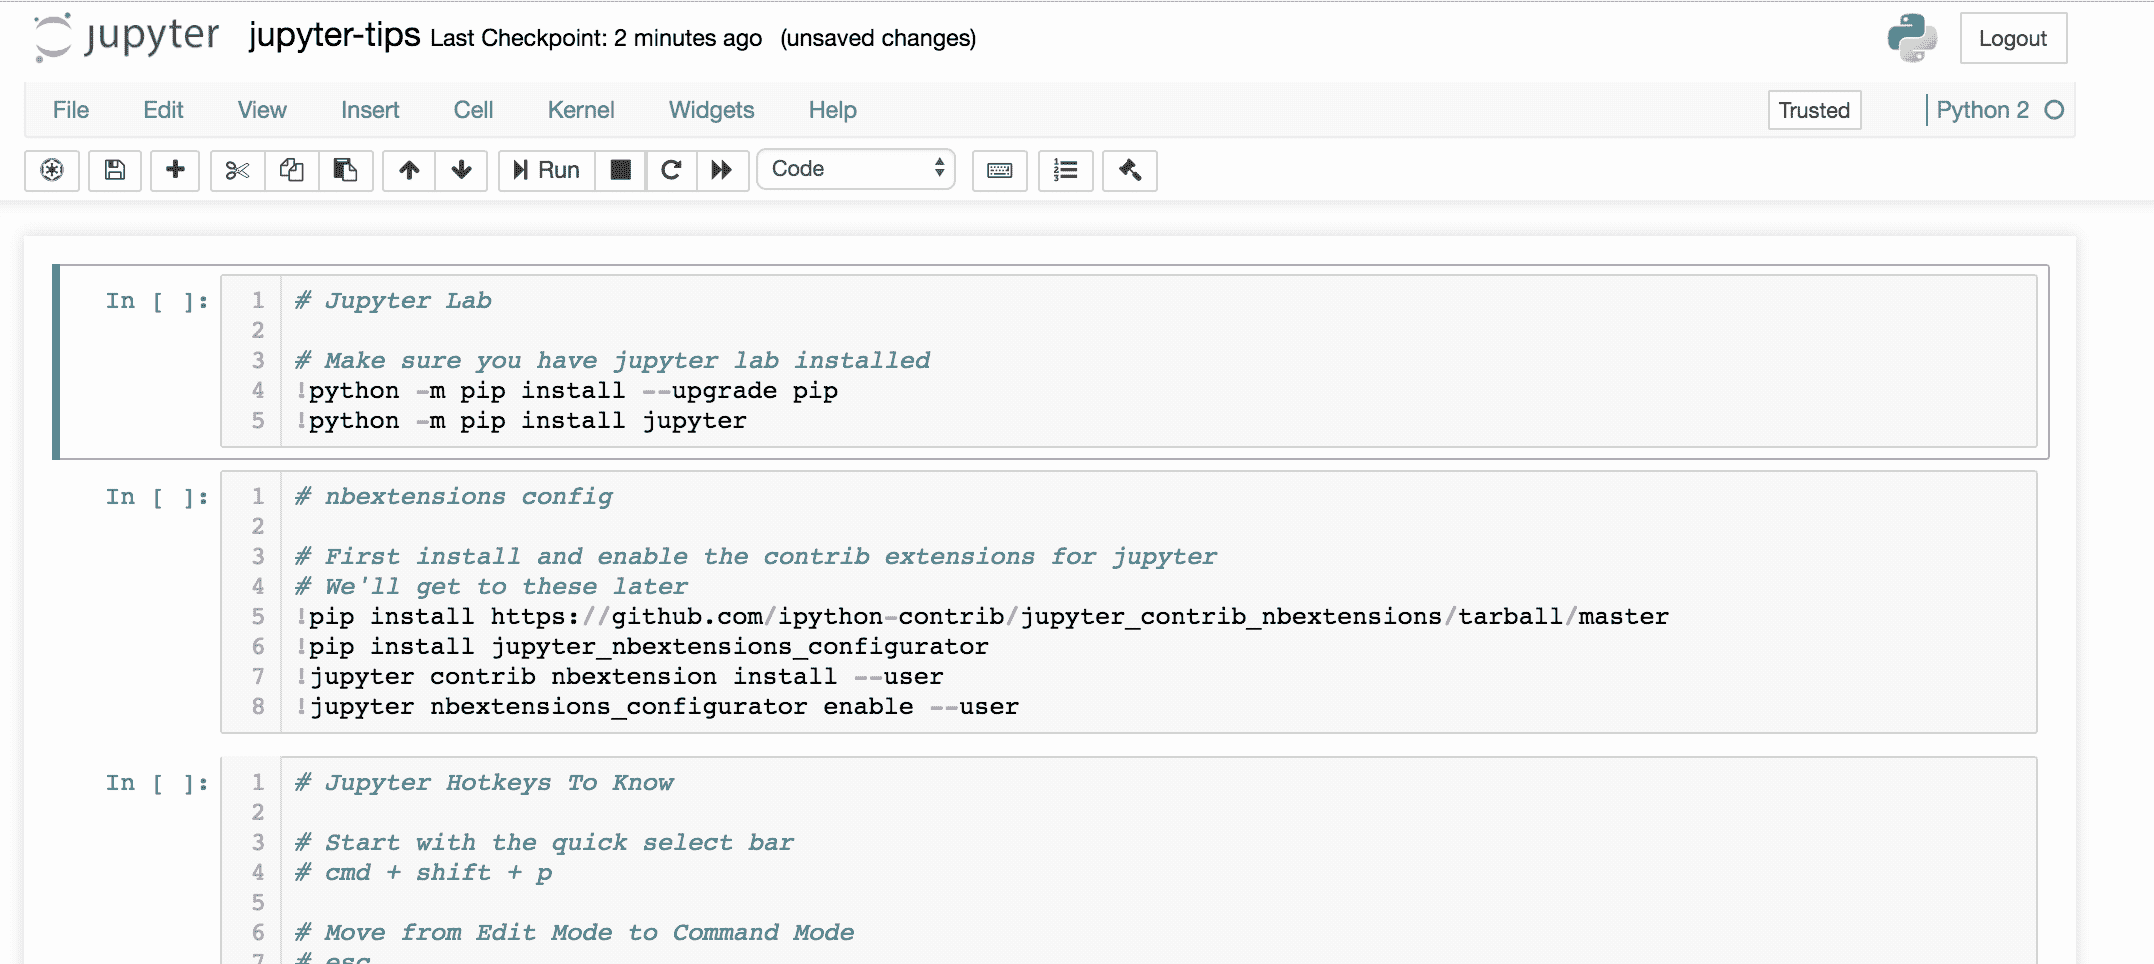 jupyter jupyter-tips Last Checkpoint: 2 minutes ago (unsaved changes) Logout
File Edit View Insert Cell Kernel Widgets Help Trusted Python 2
Run Code
In [ ]: 1 # Jupyter Lab
2
3 # Make sure you have jupyter lab installed
4 !python -m pip install --upgrade pip
5 !python -m pip install jupyter
In [ ]: 1 # nbextensions config
2
3 # First install and enable the contrib extensions for jupyter
4 # We'll get to these later
5 !pip install https://github.com/ipython-contrib/jupyter_contrib_nbextensions/tarball/master
6 !pip install jupyter_nbextensions_configurator
7 !jupyter contrib nbextension install --user
8 !jupyter nbextensions_configurator enable --user
In [ ]: 1 # Jupyter Hotkeys To Know
2
3 # Start with the quick select bar
4 # cmd + shift + p
5
6 # Move from Edit Mode to Command Mode
7 # esc